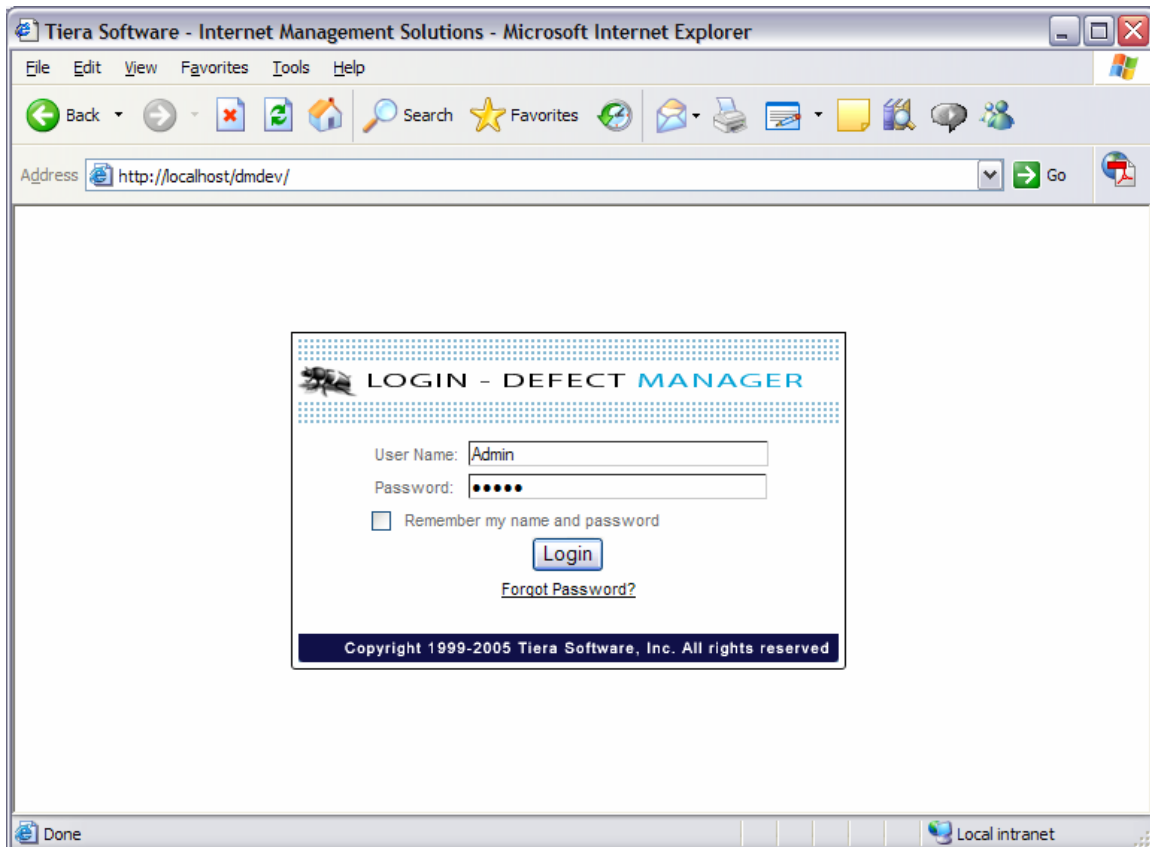 Tiera Software - Internet Management Solutions - Microsoft Internet Explorer
File Edit View Favorites Tools Help
Back Search Favorites
Address http://localhost/dmdev/ Go
LOGIN - DEFECT MANAGER
User Name: Admin
Password: •••••
Remember my name and password
Login
Forgot Password?
Copyright 1999-2005 Tiera Software, Inc. All rights reserved
Done Local intranet